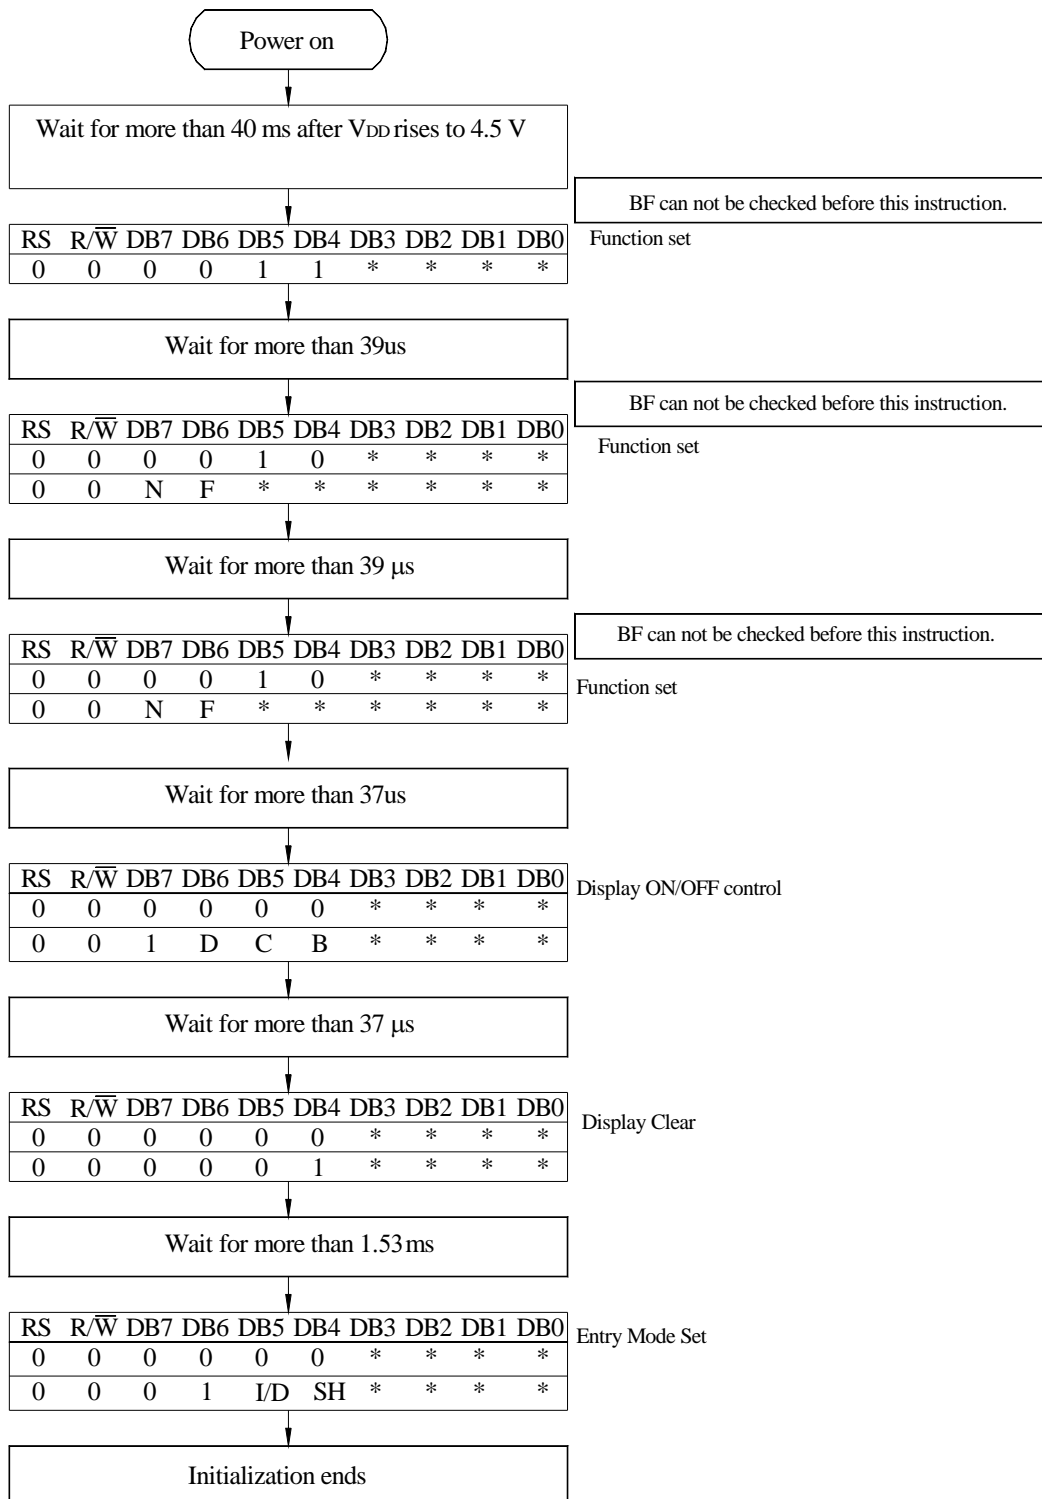 Power on
Wait for more than 40 ms after VDD rises to 4.5 V
BF can not be checked before this instruction.
RS R/W̅ DB7 DB6 DB5 DB4 DB3 DB2 DB1 DB0
Function set
0 0 0 0 1 1 * * * *
Wait for more than 39us
BF can not be checked before this instruction.
RS R/W̅ DB7 DB6 DB5 DB4 DB3 DB2 DB1 DB0
Function set
0 0 0 0 1 0 * * * *
0 0 N F * * * * * *
Wait for more than 39 μs
BF can not be checked before this instruction.
RS R/W̅ DB7 DB6 DB5 DB4 DB3 DB2 DB1 DB0
0 0 0 0 1 0 * * * *
Function set
0 0 N F * * * * * *
Wait for more than 37us
RS R/W̅ DB7 DB6 DB5 DB4 DB3 DB2 DB1 DB0
Display ON/OFF control
0 0 0 0 0 0 * * * *
0 0 1 D C B * * * *
Wait for more than 37 μs
RS R/W̅ DB7 DB6 DB5 DB4 DB3 DB2 DB1 DB0
Display Clear
0 0 0 0 0 0 * * * *
0 0 0 0 0 1 * * * *
Wait for more than 1.53ms
RS R/W̅ DB7 DB6 DB5 DB4 DB3 DB2 DB1 DB0
Entry Mode Set
0 0 0 0 0 0 * * * *
0 0 0 1 I/D SH * * * *
Initialization ends